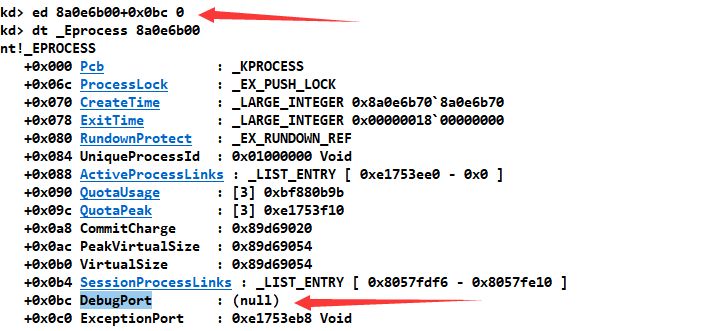 kd> ed 8a0e6b00+0x0bc 0
kd> dt _Eprocess 8a0e6b00
nt!_EPROCESS
+0x000 Pcb : _KPROCESS
+0x06c ProcessLock : _EX_PUSH_LOCK
+0x070 CreateTime : _LARGE_INTEGER 0x8a0e6b70`8a0e6b70
+0x078 ExitTime : _LARGE_INTEGER 0x00000018`00000000
+0x080 RundownProtect : _EX_RUNDOWN_REF
+0x084 UniqueProcessId : 0x01000000 Void
+0x088 ActiveProcessLinks : _LIST_ENTRY [ 0xe1753ee0 - 0x0 ]
+0x090 QuotaUsage : [3] 0xbf880b9b
+0x09c QuotaPeak : [3] 0xe1753f10
+0x0a8 CommitCharge : 0x89d69020
+0x0ac PeakVirtualSize : 0x89d69054
+0x0b0 VirtualSize : 0x89d69054
+0x0b4 SessionProcessLinks : _LIST_ENTRY [ 0x8057fdf6 - 0x8057fe10 ]
+0x0bc DebugPort : (null)
+0x0c0 ExceptionPort : 0xe1753eb8 Void